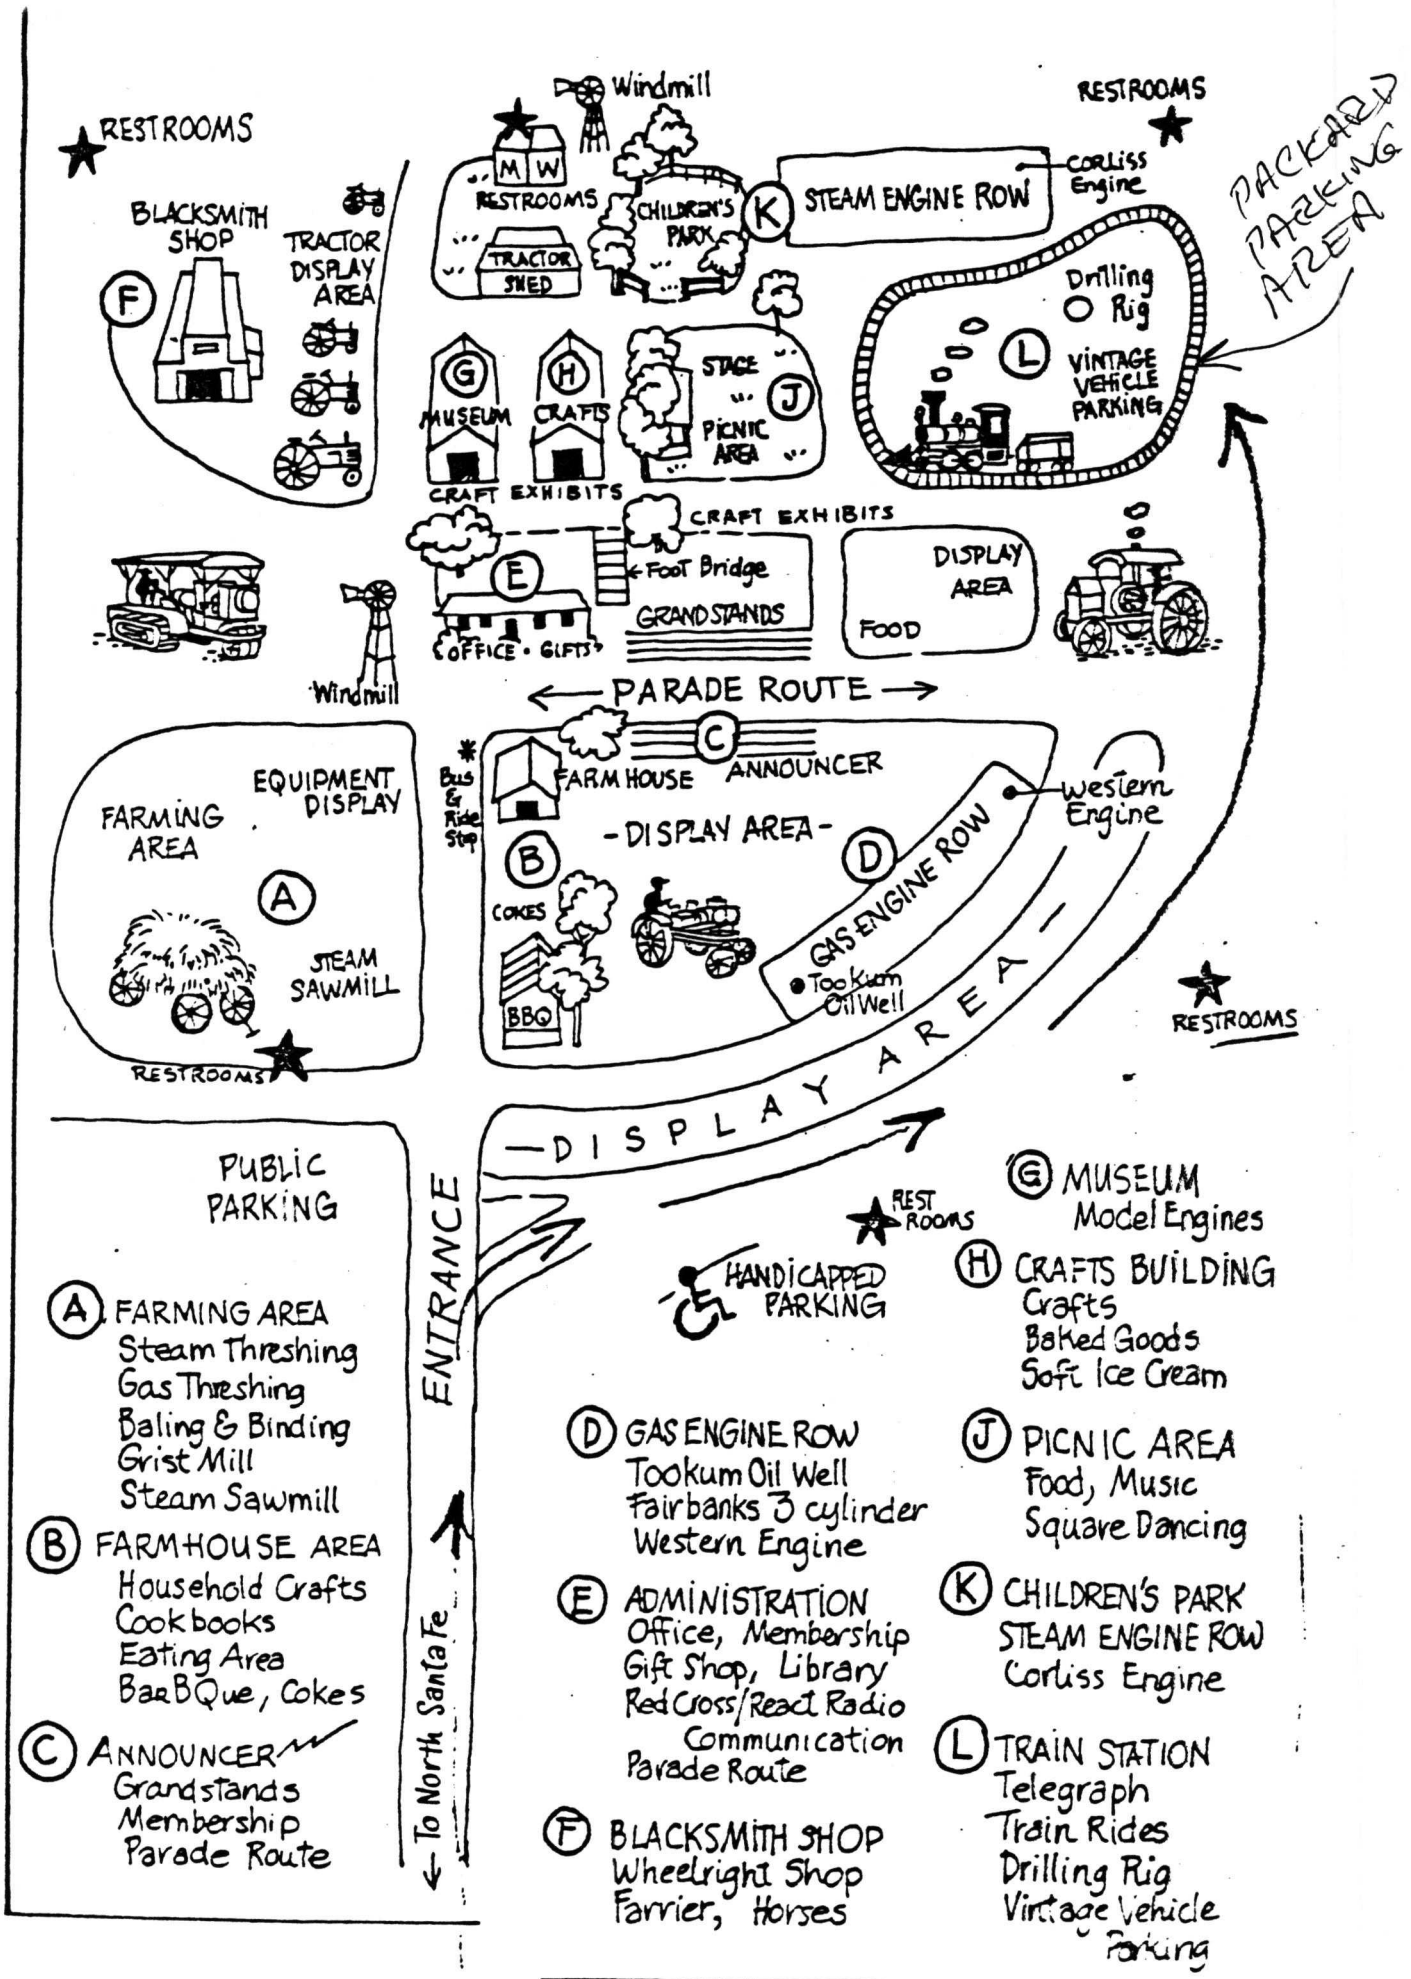 Windmill
RESTROOMS
RESTROOMS
PACKARD
PARKING
AREA
M W
RESTROOMS
CHILDREN'S
PARK
K
STEAM ENGINE ROW
CORLISS
Engine
BLACKSMITH
SHOP
TRACTOR
DISPLAY
AREA
F
TRACTOR
SHED
Drilling
Rig
L
VINTAGE
VEHICLE
PARKING
G
MUSEUM
H
CRAFTS
STAGE
J
PICNIC
AREA
CRAFT EXHIBITS
CRAFT EXHIBITS
E
Foot Bridge
GRANDSTANDS
OFFICE • GIFTS
DISPLAY
AREA
FOOD
Windmill
PARADE ROUTE
C
ANNOUNCER
FARM HOUSE
Bus
&
Ride
Stop
EQUIPMENT
DISPLAY
FARMING
AREA
A
STEAM
SAWMILL
RESTROOMS
- DISPLAY AREA -
B
COKES
BBQ
D
GAS ENGINE ROW
Western
Engine
Tookum
Oil Well
RESTROOMS
— DISPLAY AREA —
PUBLIC
PARKING
ENTRANCE
← To North Santa Fe
REST
ROOMS
HANDICAPPED
PARKING
A FARMING AREA
Steam Threshing
Gas Threshing
Baling & Binding
Grist Mill
Steam Sawmill
B FARMHOUSE AREA
Household Crafts
Cookbooks
Eating Area
BarBQue, Cokes
C ANNOUNCER
Grandstands
Membership
Parade Route
D GAS ENGINE ROW
Tookum Oil Well
Fairbanks 3 cylinder
Western Engine
E ADMINISTRATION
Office, Membership
Gift Shop, Library
Red Cross/React Radio
Communication
Parade Route
F BLACKSMITH SHOP
Wheelright Shop
Farrier, Horses
G MUSEUM
Model Engines
H CRAFTS BUILDING
Crafts
Baked Goods
Soft Ice Cream
J PICNIC AREA
Food, Music
Square Dancing
K CHILDREN'S PARK
STEAM ENGINE ROW
Corliss Engine
L TRAIN STATION
Telegraph
Train Rides
Drilling Rig
Vintage Vehicle
Parking